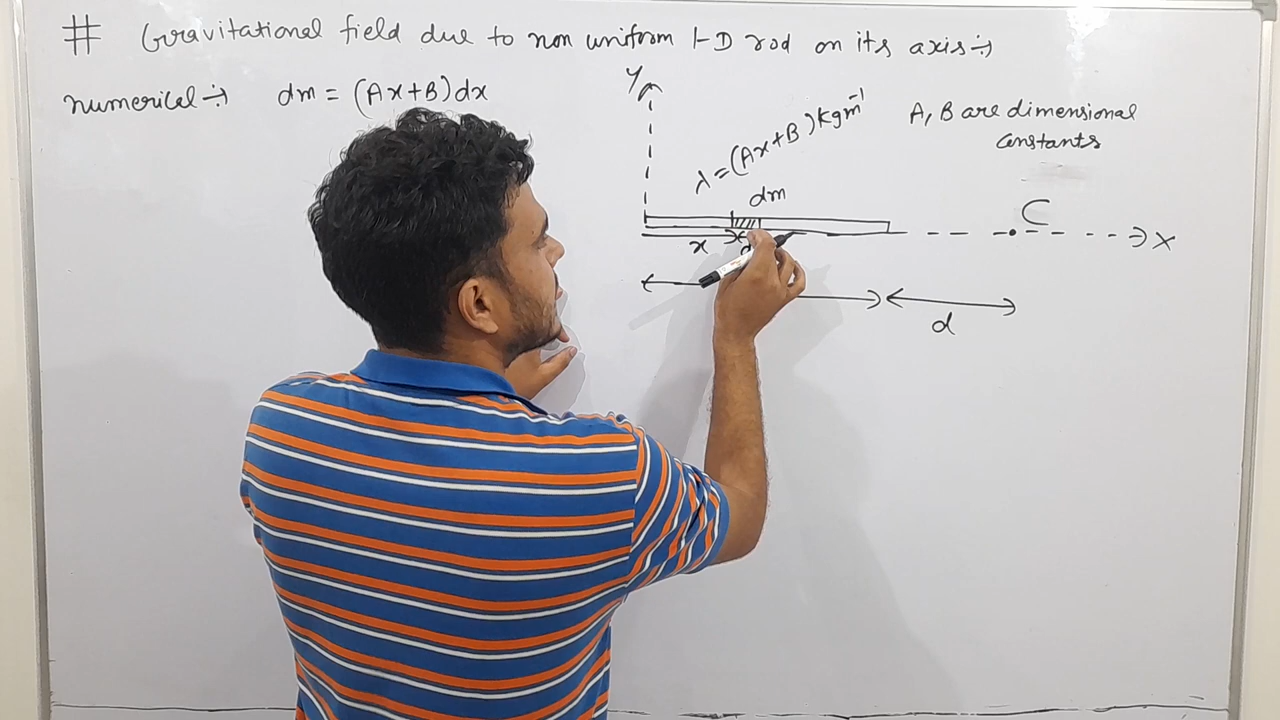 # Gravitational field due to non uniform 1-D rod on its axis÷)
numerical÷) dm = (Ax+B)dx
y
λ = (Ax+B) kgm⁻¹
A, B are dimensional
constants
dm
C
x
x
d